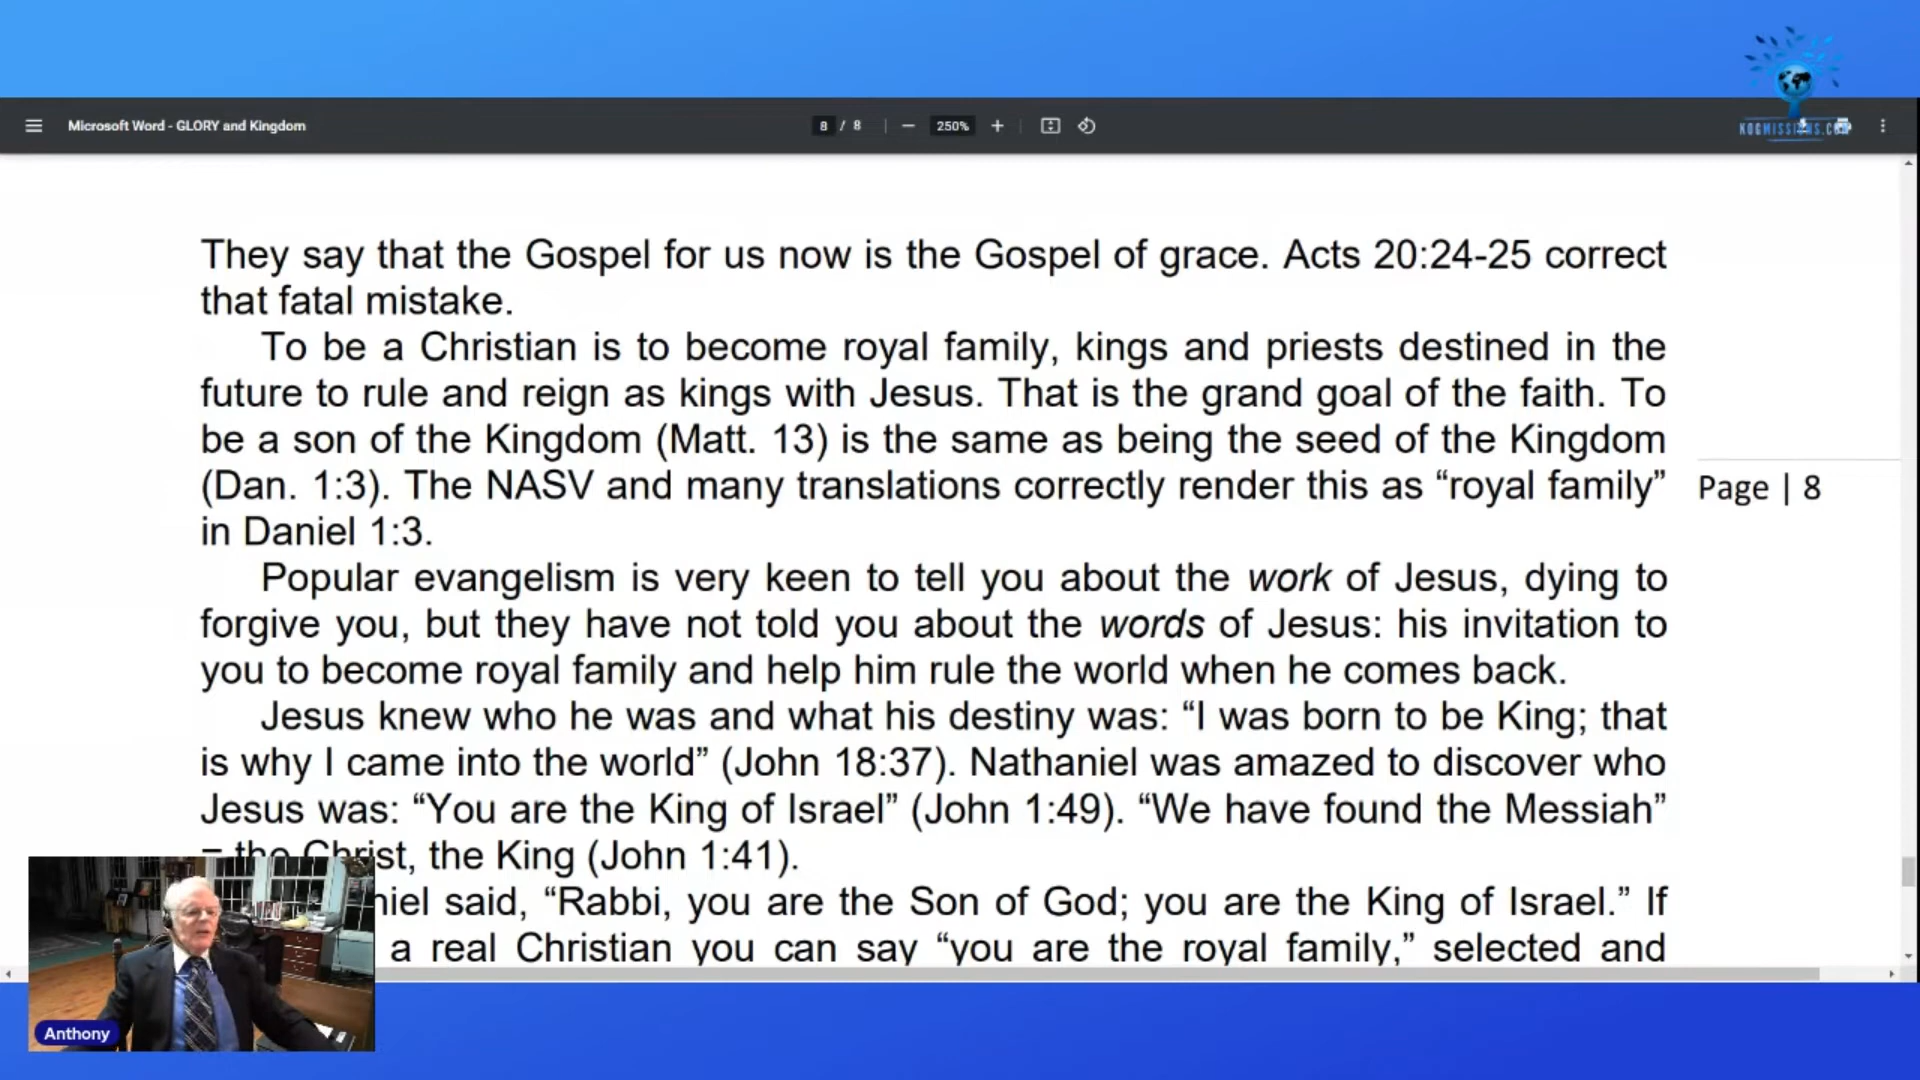 Microsoft Word - GLORY and Kingdom
8 / 8
250%
They say that the Gospel for us now is the Gospel of grace. Acts 20:24-25 correct
that fatal mistake.
To be a Christian is to become royal family, kings and priests destined in the
future to rule and reign as kings with Jesus. That is the grand goal of the faith. To
be a son of the Kingdom (Matt. 13) is the same as being the seed of the Kingdom
(Dan. 1:3). The NASV and many translations correctly render this as “royal family”
in Daniel 1:3.
Page | 8
Popular evangelism is very keen to tell you about the work of Jesus, dying to
forgive you, but they have not told you about the words of Jesus: his invitation to
you to become royal family and help him rule the world when he comes back.
Jesus knew who he was and what his destiny was: “I was born to be King; that
is why I came into the world” (John 18:37). Nathaniel was amazed to discover who
Jesus was: “You are the King of Israel” (John 1:49). “We have found the Messiah”
= the Christ, the King (John 1:41).
said, “Rabbi, you are the Son of God; you are the King of Israel.” If
a real Christian you can say “you are the royal family,” selected and
Anthony